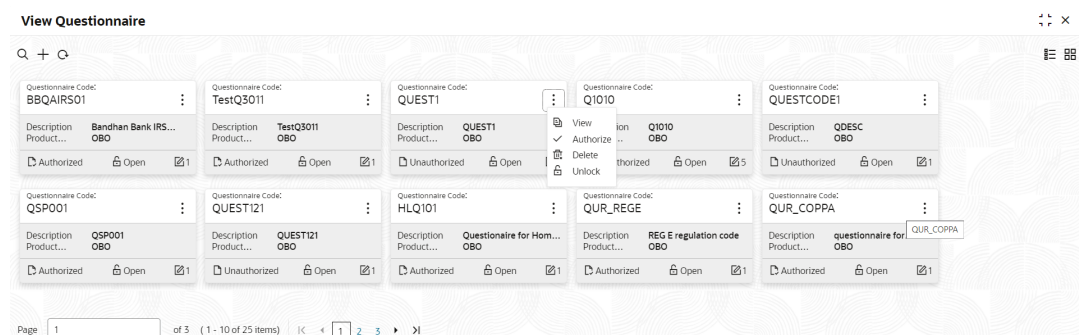 View Questionnaire
Questionnaire Code:
BBQAIRS01
Description Bandhan Bank IRS...
Product... OBO
Authorized Open 1
Questionnaire Code:
TestQ3011
Description TestQ3011
Product... OBO
Authorized Open 1
Questionnaire Code:
QUEST1
Description QUEST1
Product... OBO
Unauthorized Open
View
Authorize
Delete
Unlock
Questionnaire Code:
Q1010
ion Q1010
OBO
thorized Open 5
Questionnaire Code:
QUESTCODE1
Description QDESC
Product... OBO
Unauthorized Open 1
Questionnaire Code:
QSP001
Description QSP001
Product... OBO
Authorized Open 1
Questionnaire Code:
QUEST121
Description QUEST121
Product... OBO
Unauthorized Open 1
Questionnaire Code:
HLQ101
Description Questionaire for Hom...
Product... OBO
Authorized Open 1
Questionnaire Code:
QUR_REGE
Description REG E regulation code
Product... OBO
Authorized Open 1
Questionnaire Code:
QUR_COPPA
Description questionnaire for
Product... OBO
Authorized Open 1
QUR_COPPA
Page 1 of 3 (1 - 10 of 25 items) 1 2 3